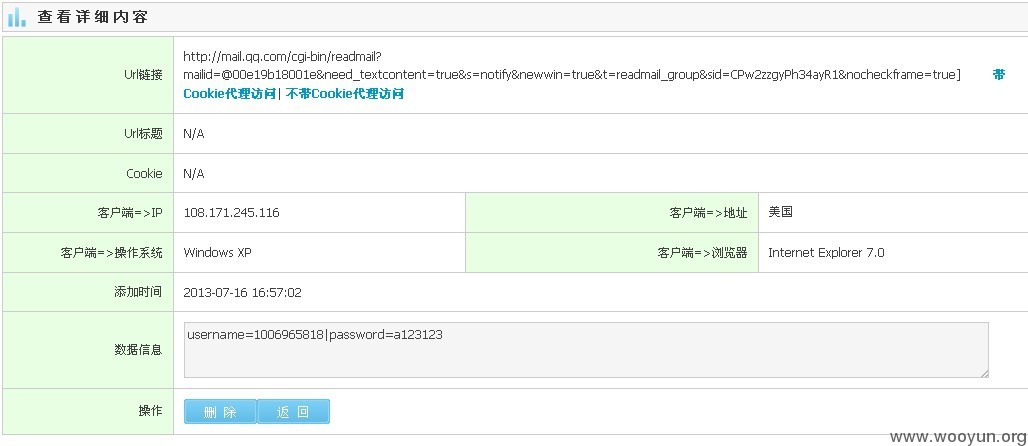 查看详细内容
Url链接
http://mail.qq.com/cgi-bin/readmail?
mailid=@00e19b18001e&need_textcontent=true&s=notify&newwin=true&t=readmail_group&sid=CPw2zzgyPh34ayR1&nocheckframe=true] 带
Cookie代理访问| 不带Cookie代理访问
Url标题 N/A
Cookie N/A
客户端=>IP 108.171.245.116 客户端=>地址 美国
客户端=>操作系统 Windows XP 客户端=>浏览器 Internet Explorer 7.0
添加时间 2013-07-16 16:57:02
数据信息 username=1006965818|password=a123123
操作 删 除 返 回
www.wooyun.org